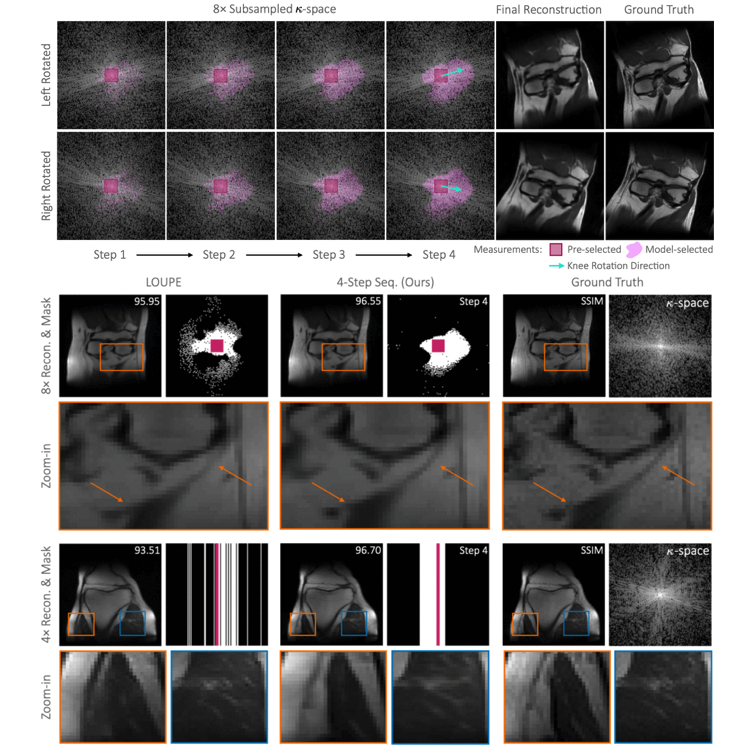 8× Subsampled κ-space
Final Reconstruction
Ground Truth
Left Rotated
Right Rotated
Step 1
Step 2
Step 3
Step 4
Measurements:
Pre-selected
Model-selected
Knee Rotation Direction
LOUPE
4-Step Seq. (Ours)
Ground Truth
8× Recon. & Mask
95.95
96.55
Step 4
SSIM
κ-space
Zoom-in
4× Recon. & Mask
93.51
96.70
Step 4
SSIM
κ-space
Zoom-in